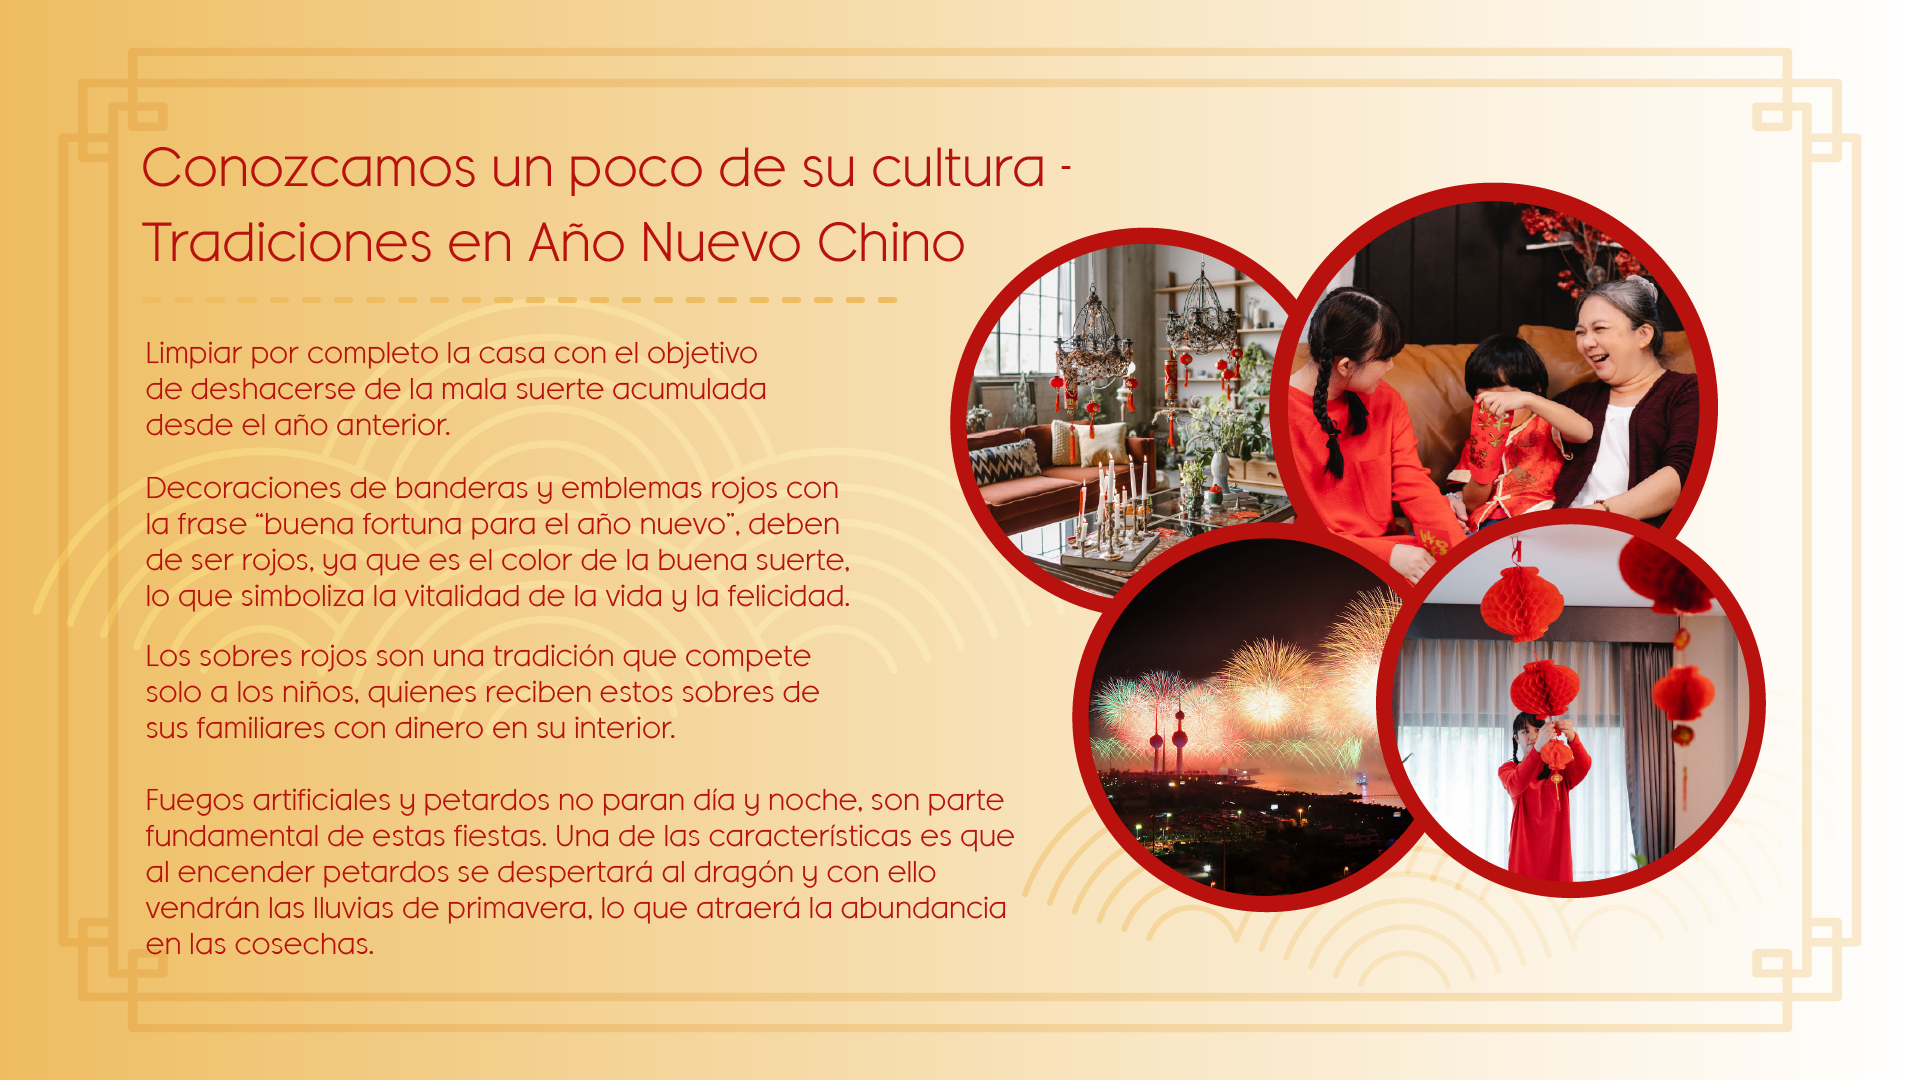 Conozcamos un poco de su cultura -
Tradiciones en Año Nuevo Chino
Limpiar por completo la casa con el objetivo
de deshacerse de la mala suerte acumulada
desde el año anterior.
Decoraciones de banderas y emblemas rojos con
la frase “buena fortuna para el año nuevo”, deben
de ser rojos, ya que es el color de la buena suerte,
lo que simboliza la vitalidad de la vida y la felicidad.
Los sobres rojos son una tradición que compete
solo a los niños, quienes reciben estos sobres de
sus familiares con dinero en su interior.
Fuegos artificiales y petardos no paran día y noche, son parte
fundamental de estas fiestas. Una de las características es que
al encender petardos se despertará al dragón y con ello
vendrán las lluvias de primavera, lo que atraerá la abundancia
en las cosechas.